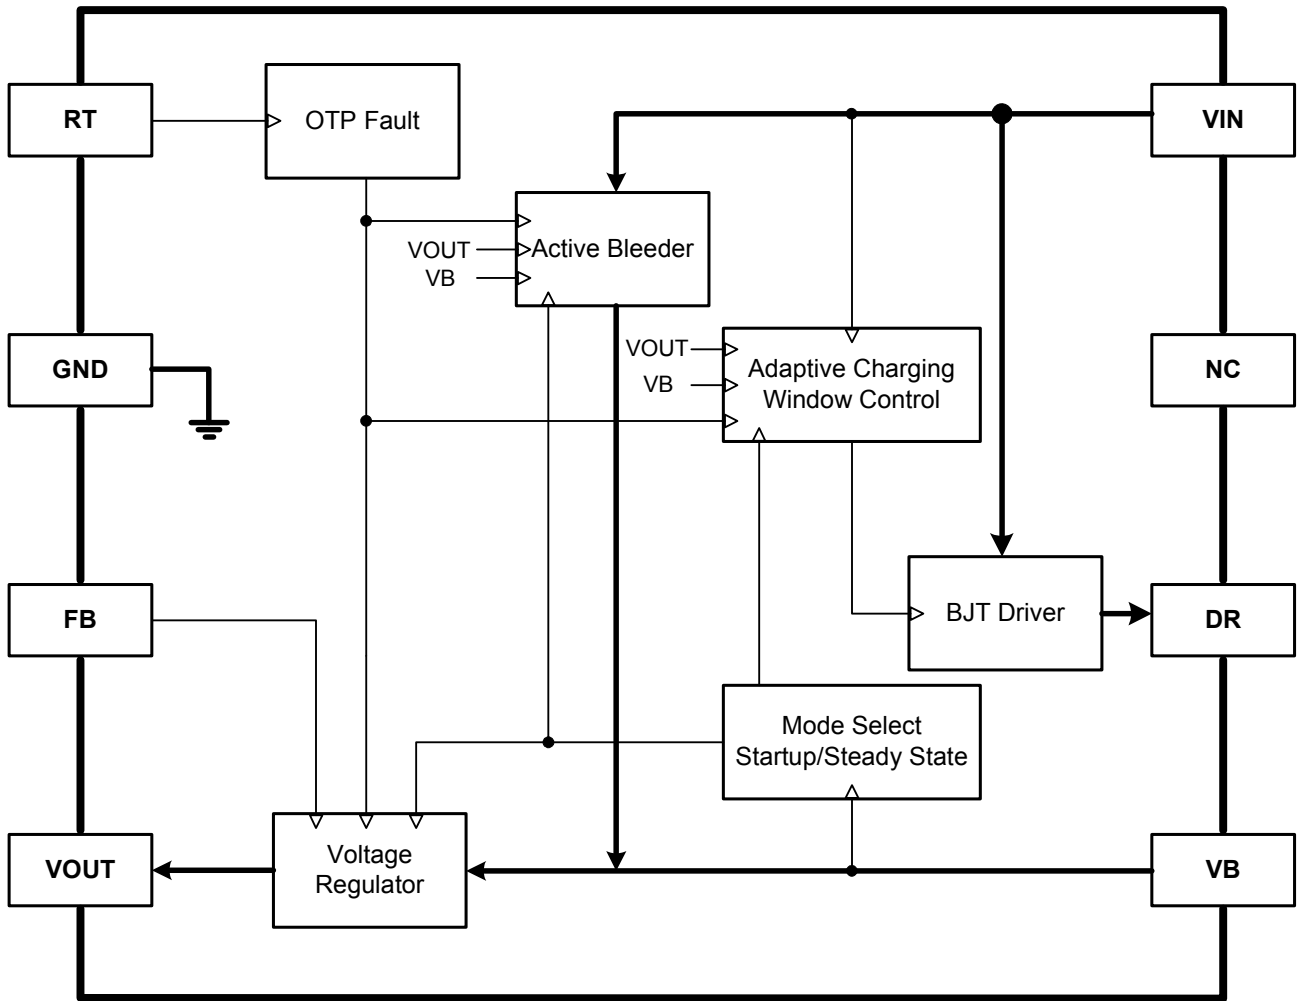 RT
OTP Fault
VIN
VOUT
VB
Active Bleeder
GND
VOUT
VB
Adaptive Charging
Window Control
NC
FB
BJT Driver
DR
Mode Select
Startup/Steady State
VOUT
Voltage
Regulator
VB